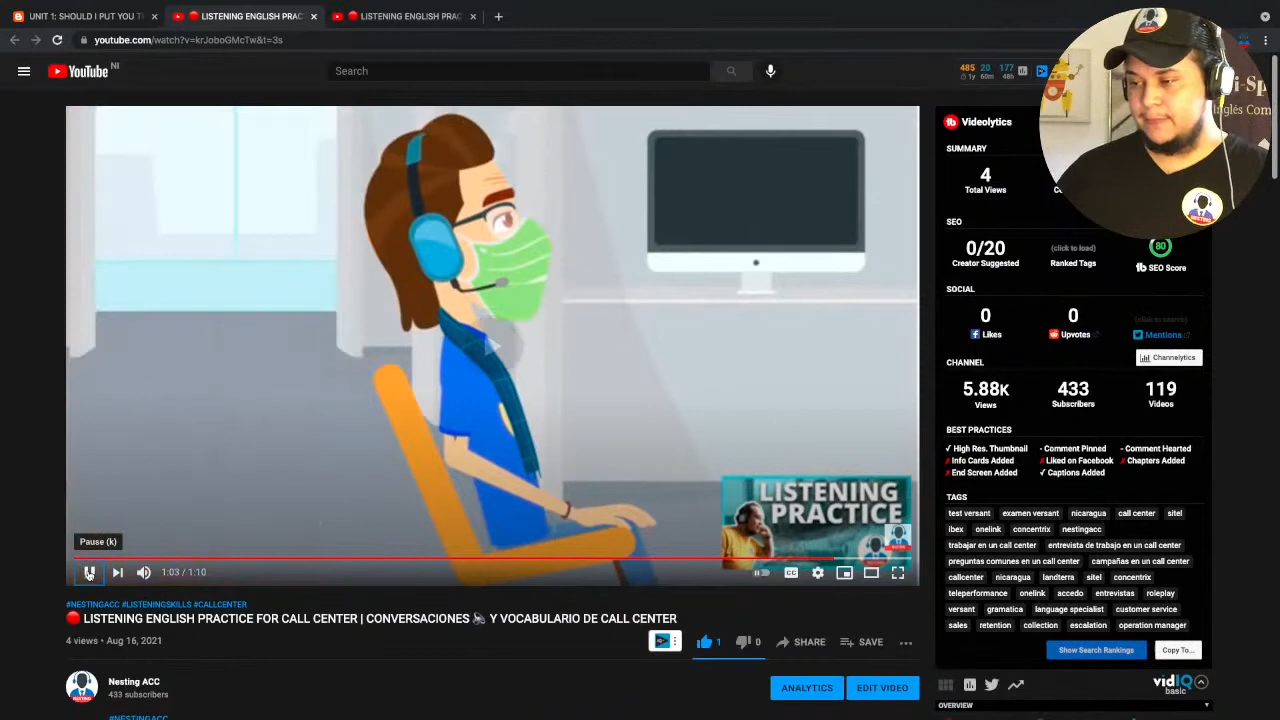 UNIT 1: SHOULD I PUT YOU T
LISTENING ENGLISH PRAC
LISTENING ENGLISH PRAC
youtube.com/watch?v=krJoboGMcTw&t=3s
YouTube NI
Search
485 20 177
1y 60m 48h
Videolytics
SUMMARY
4
Total Views
SEO
0/20
Creator Suggested
(click to load)
Ranked Tags
80
SEO Score
SOCIAL
0
Likes
0
Upvotes
(click to search)
Mentions
CHANNEL
Channelytics
5.88K
Views
433
Subscribers
119
Videos
BEST PRACTICES
High Res. Thumbnail - Comment Pinned - Comment Hearted
Info Cards Added Liked on Facebook Chapters Added
End Screen Added Captions Added
TAGS
test versant examen versant nicaragua call center sitel
ibex onelink concentrix nestingacc
trabajar en un call center entrevista de trabajo en un call center
preguntas comunes en un call center campañas en un call center
callcenter nicaragua landterra sitel concentrix
teleperformance onelink accedo entrevistas roleplay
versant gramatica language specialist customer service
sales retention collection escalation operation manager
Show Search Rankings Copy To...
vidIQ
basic
OVERVIEW
LISTENING
PRACTICE
NESTING
Pause (k)
1:03 / 1:10
CC
#NESTINGACC #LISTENINGSKILLS #CALLCENTER
LISTENING ENGLISH PRACTICE FOR CALL CENTER | CONVERSACIONES Y VOCABULARIO DE CALL CENTER
4 views • Aug 16, 2021
1 0 SHARE SAVE
Nesting ACC
433 subscribers
ANALYTICS EDIT VIDEO
#NESTINGACC